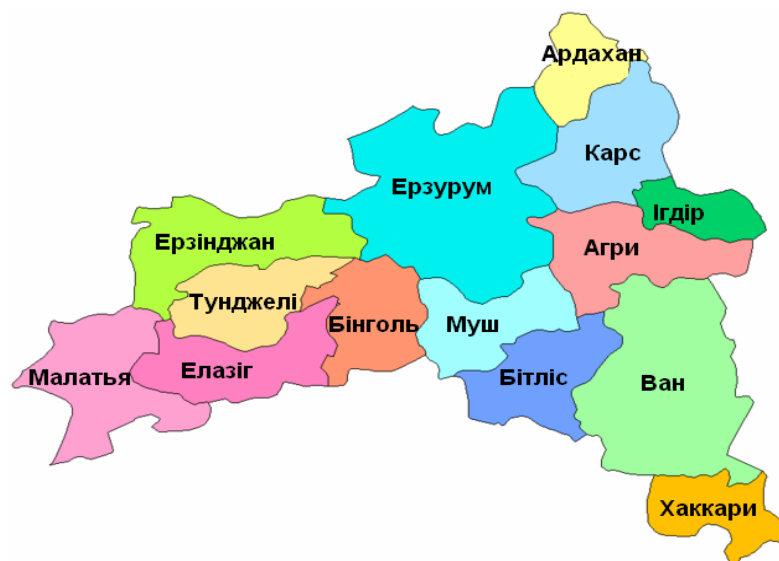 Ардахан
Карс
Ерзурум
Ігдір
Ерзінджан
Агри
Тунджелі
Бінголь
Муш
Елазіг
Малатья
Бітліс
Ван
Хаккари